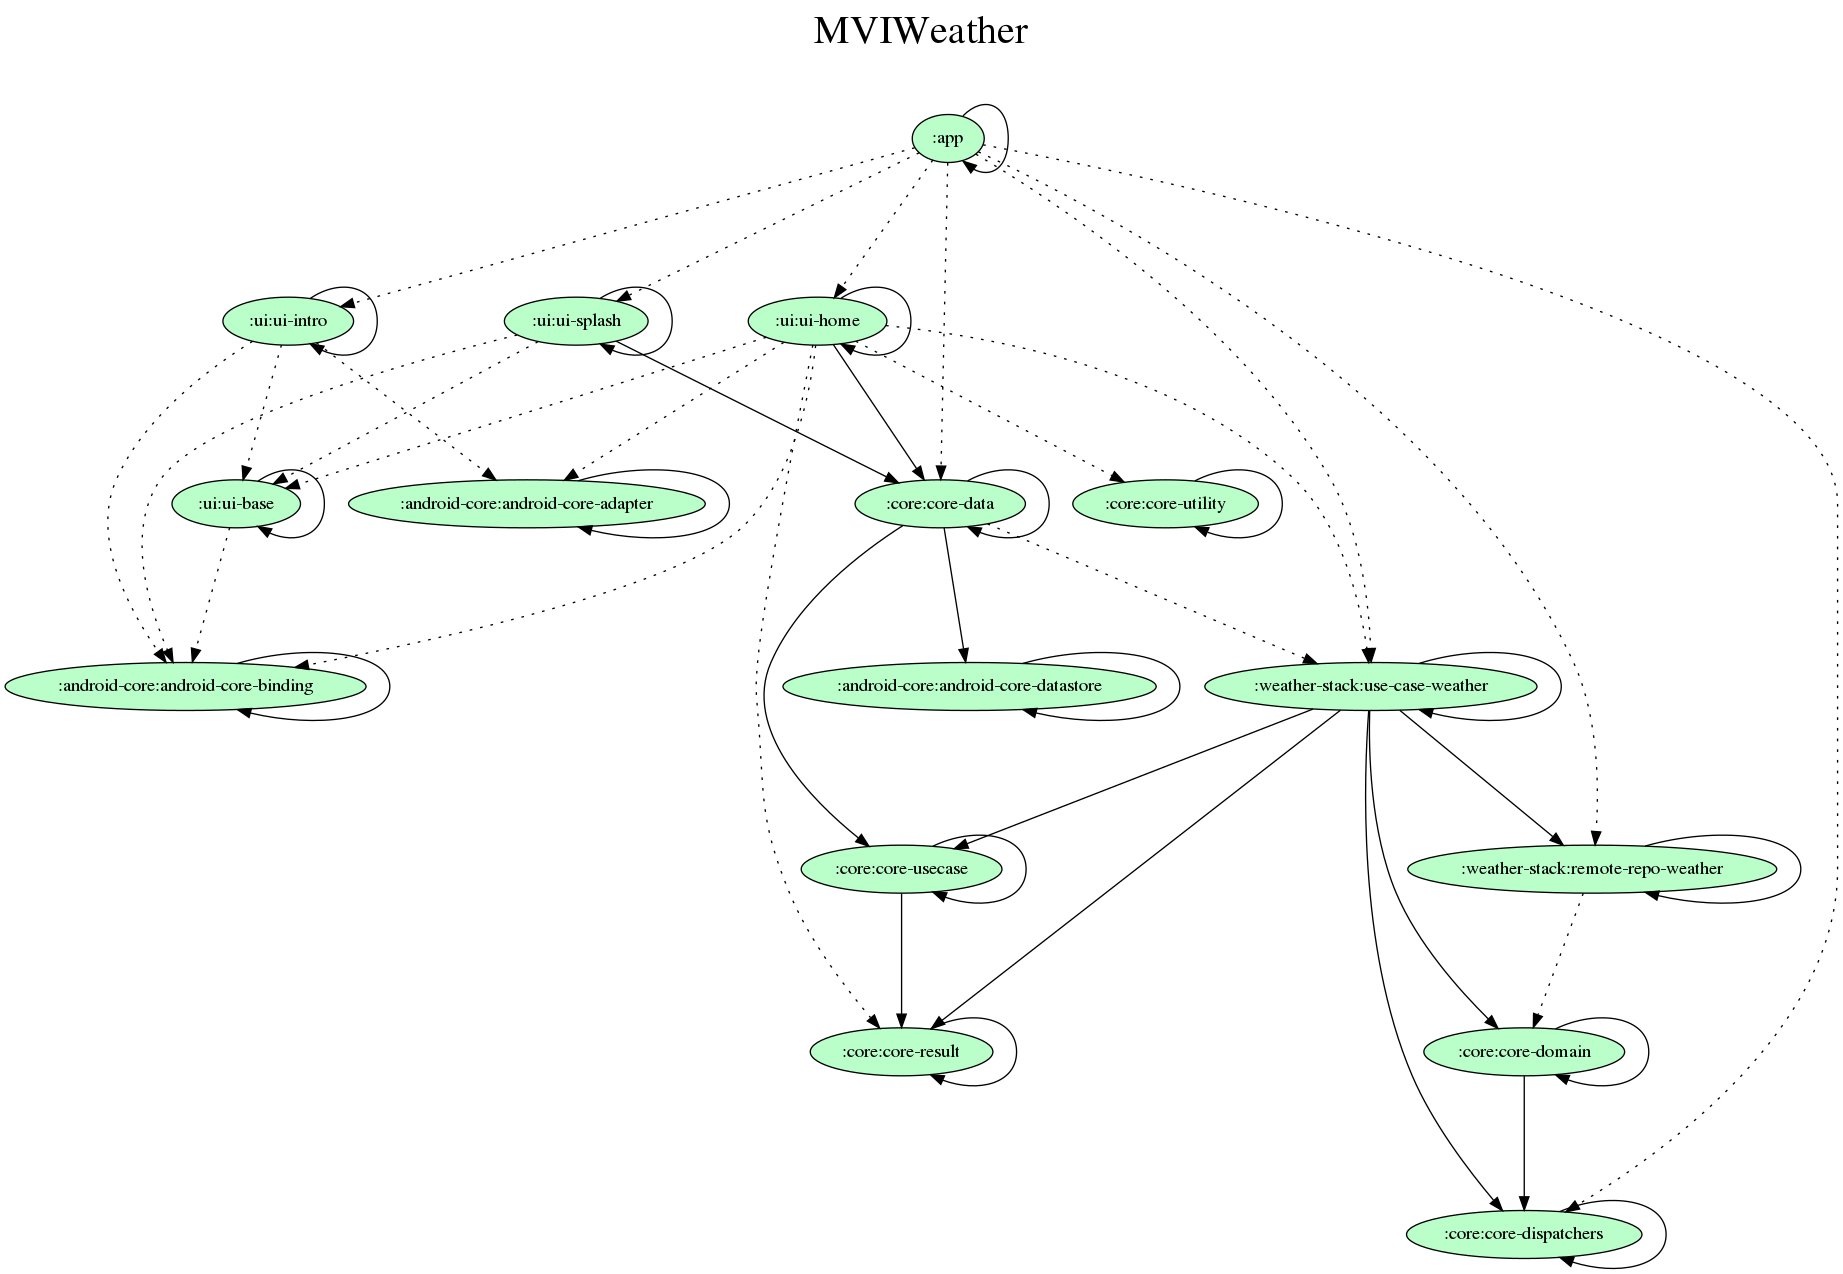 MVIWeather
:app
:ui:ui-intro
:ui:ui-splash
:ui:ui-home
:ui:ui-base
:android-core:android-core-adapter
:core:core-data
:core:core-utility
:android-core:android-core-binding
:android-core:android-core-datastore
:weather-stack:use-case-weather
:core:core-usecase
:weather-stack:remote-repo-weather
:core:core-result
:core:core-domain
:core:core-dispatchers